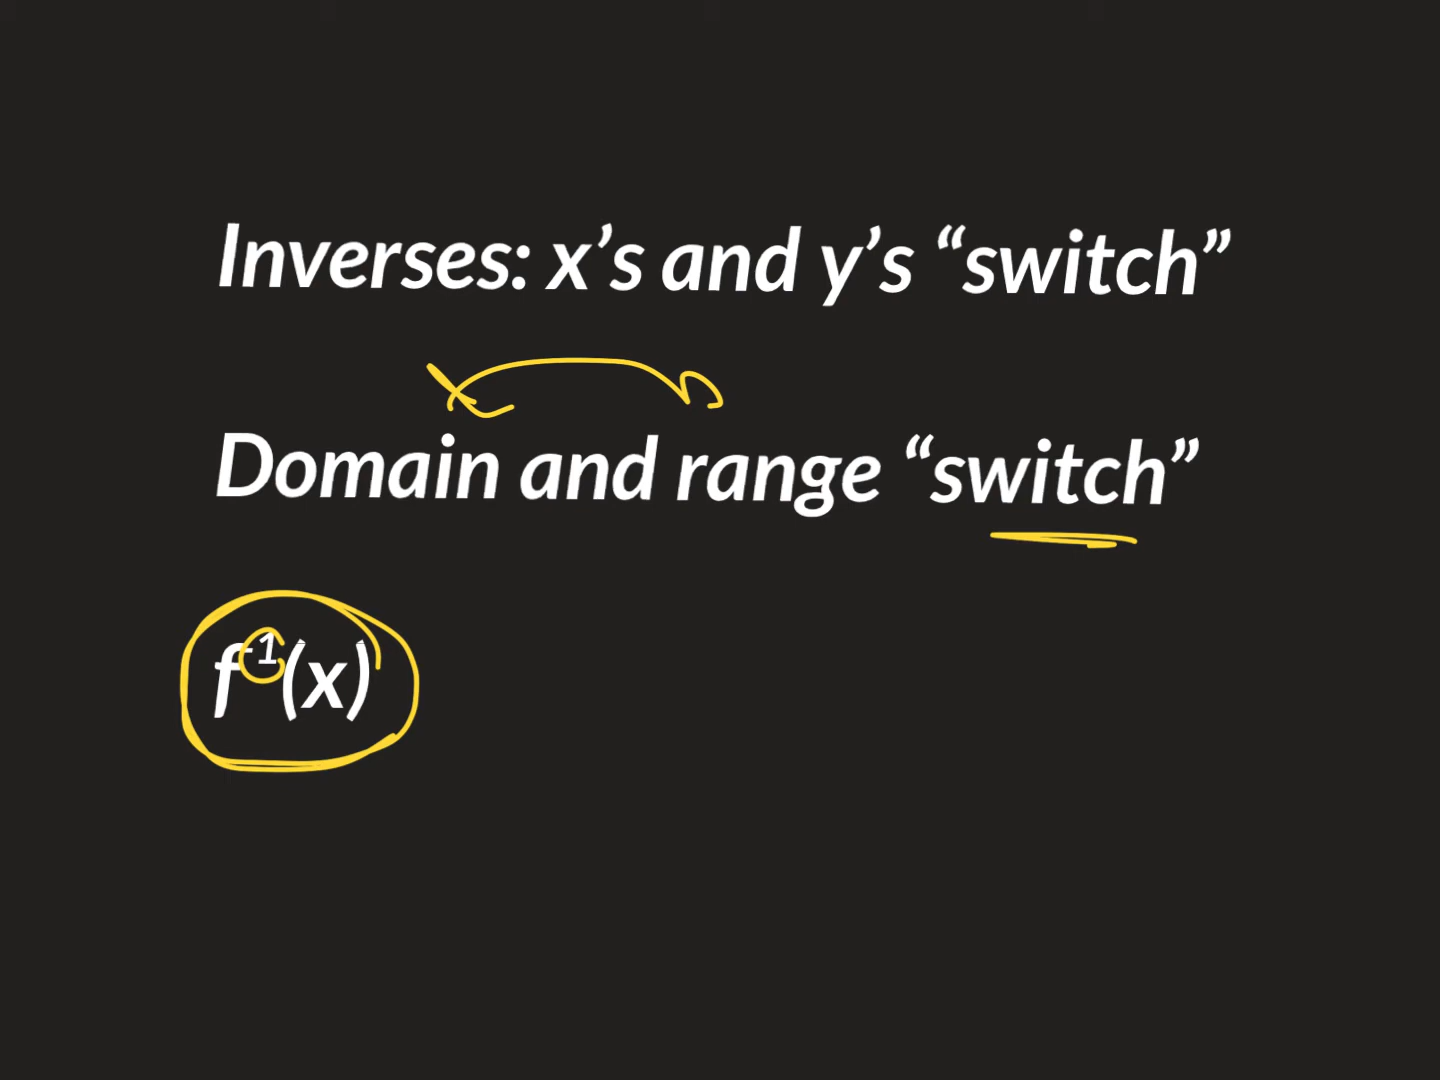 Inverses: x’s and y’s “switch”
Domain and range “switch”
f⁻¹(x)